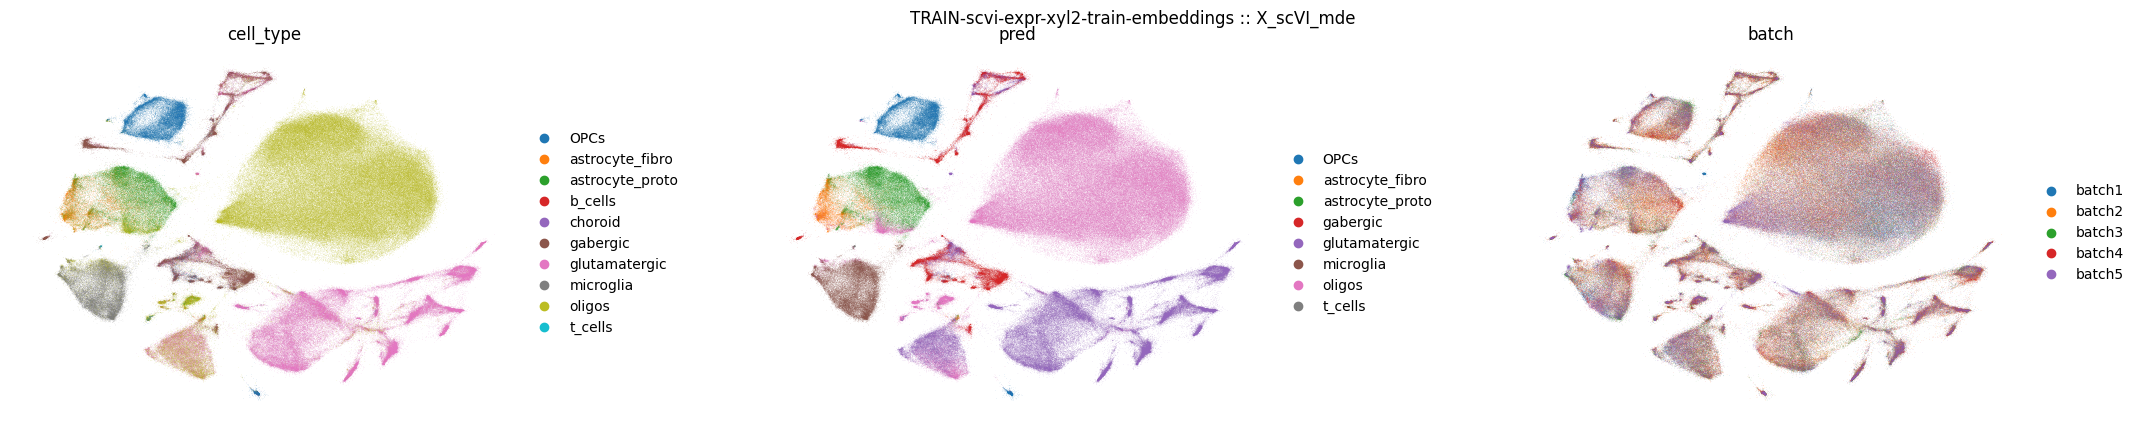 TRAIN-scvi-expr-xyl2-train-embeddings :: X_scVI_mde
cell_type
OPCs
astrocyte_fibro
astrocyte_proto
b_cells
choroid
gabergic
glutamatergic
microglia
oligos
t_cells
pred
OPCs
astrocyte_fibro
astrocyte_proto
gabergic
glutamatergic
microglia
oligos
t_cells
batch
batch1
batch2
batch3
batch4
batch5